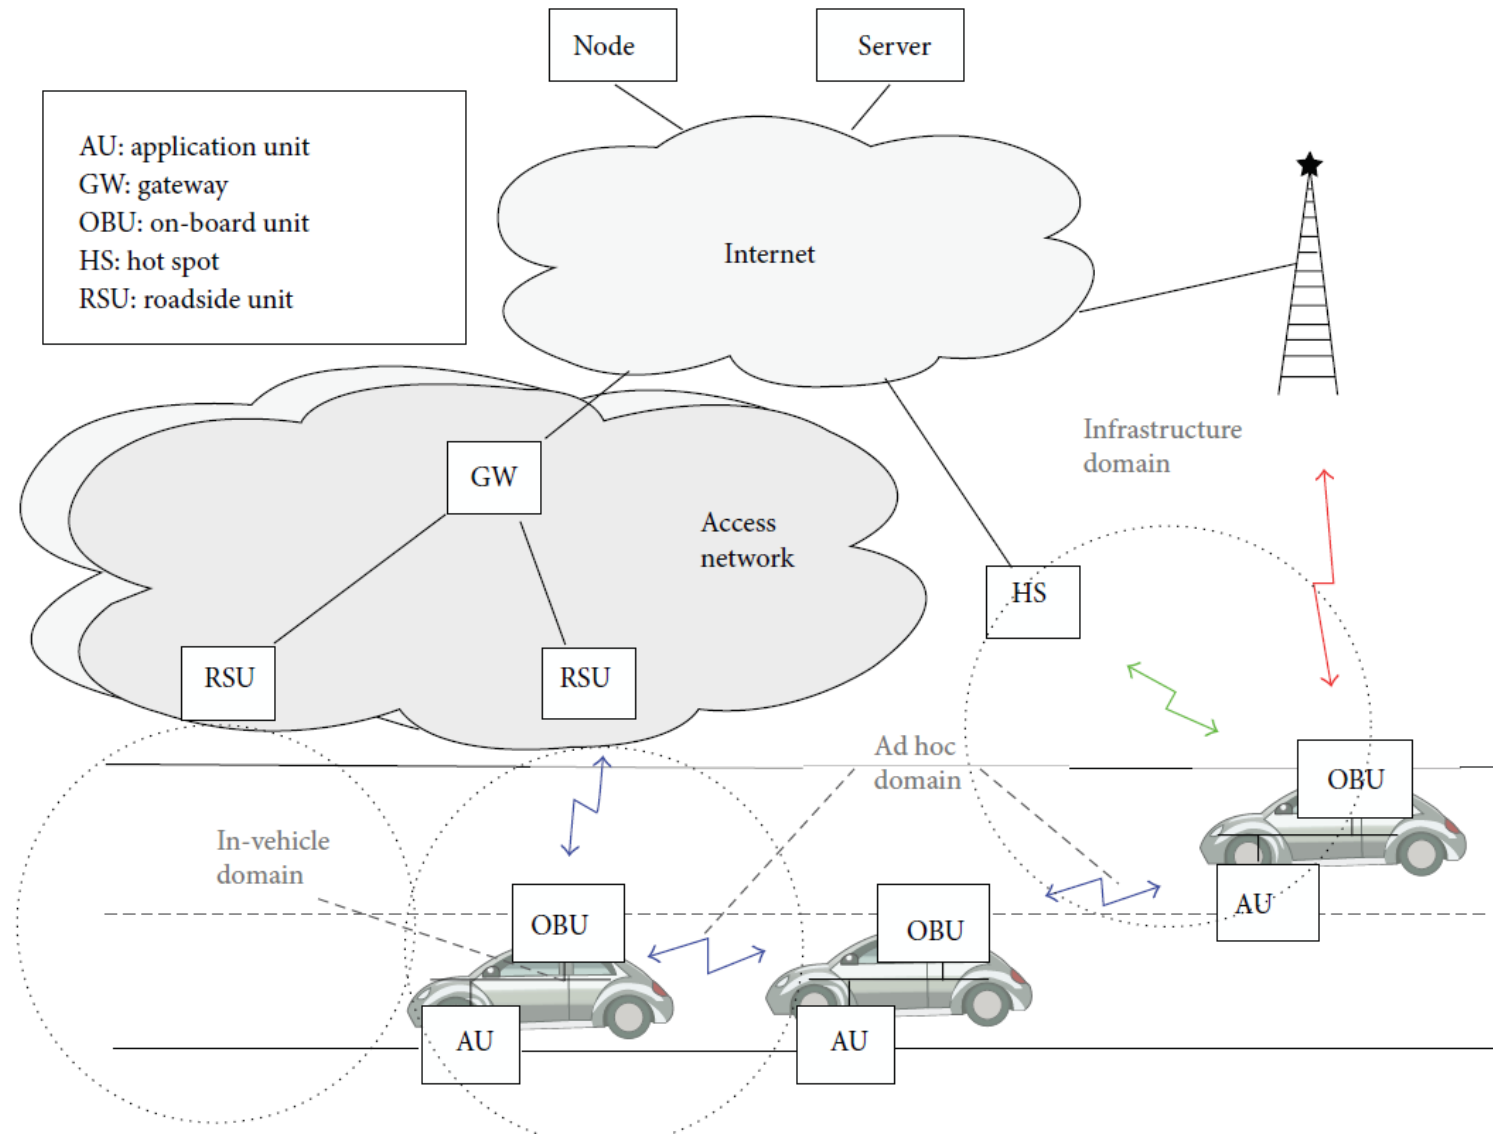 Node
Server
AU: application unit
GW: gateway
OBU: on-board unit
HS: hot spot
RSU: roadside unit
Internet
Infrastructure
domain
GW
Access
network
HS
RSU
RSU
Ad hoc
domain
OBU
In-vehicle
domain
AU
OBU
OBU
AU
AU